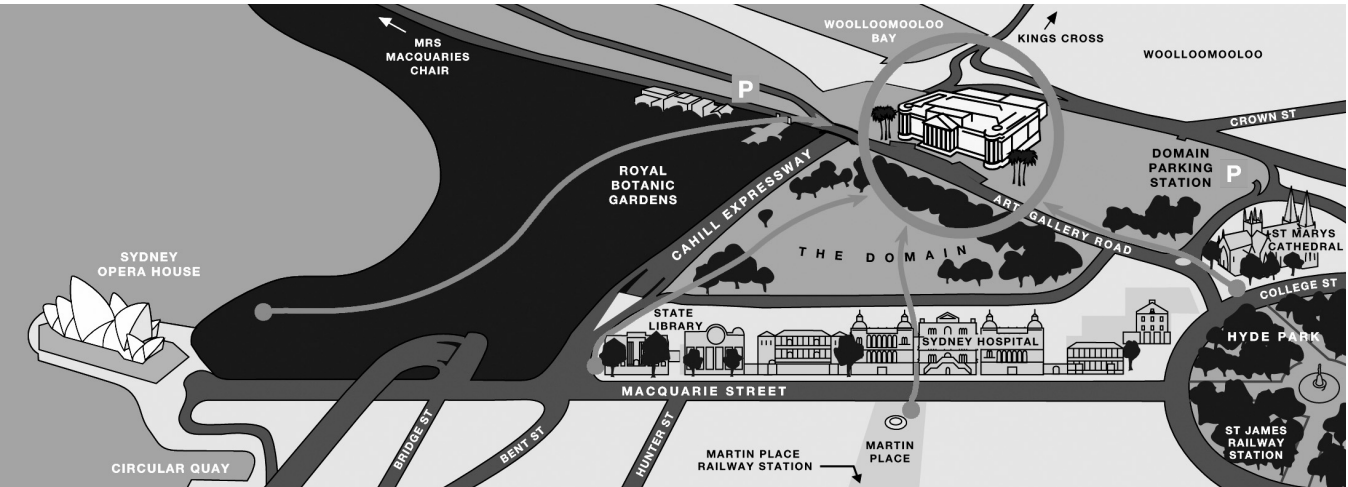 WOOLLOOMOOLOO
BAY
KINGS CROSS
MRS
MACQUARIES
CHAIR
WOOLLOOMOOLOO
P
CROWN ST
DOMAIN
PARKING
STATION
P
ROYAL
BOTANIC
GARDENS
CAHILL EXPRESSWAY
ART GALLERY ROAD
ST MARYS
CATHEDRAL
THE DOMAIN
SYDNEY
OPERA HOUSE
COLLEGE ST
STATE
LIBRARY
SYDNEY HOSPITAL
HYDE PARK
MACQUARIE STREET
BRIDGE ST
BENT ST
HUNTER ST
MARTIN
PLACE
ST JAMES
RAILWAY
STATION
MARTIN PLACE
RAILWAY STATION
CIRCULAR QUAY